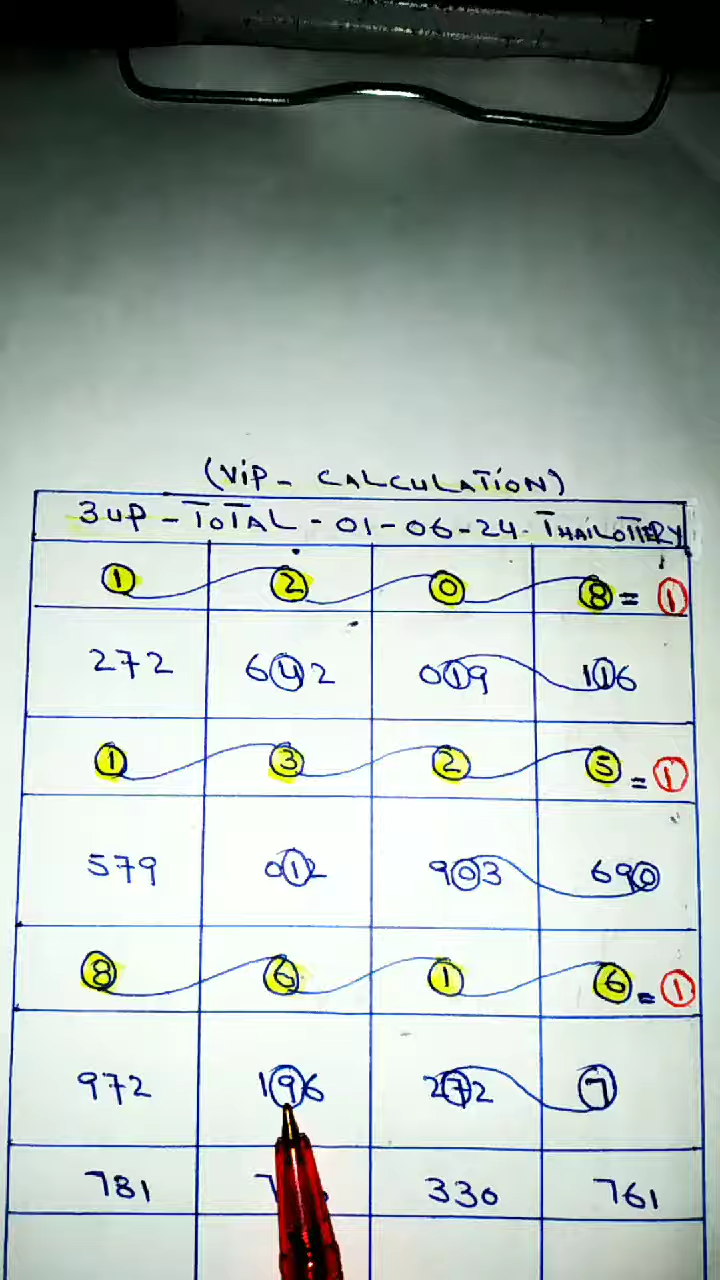 (ViP - CALCULATION)
3UP - TOTAL - 01-06-24. THAILOTTERY
1 2 0 8 = 1
272 642 019 116
1 3 2 5 = 1
579 012 903 690
8 6 1 6 = 1
972 196 272 7
781 330 761